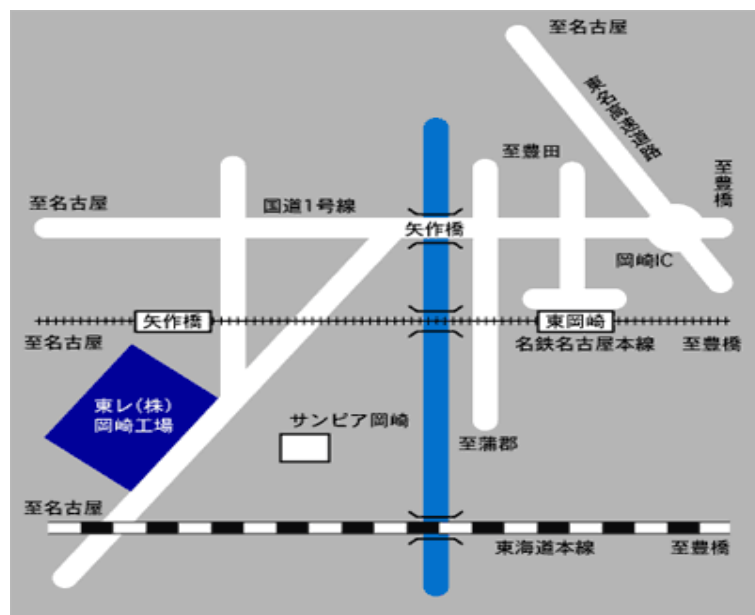 至名古屋
東名高速道路
至豊田
至豊橋
至名古屋
国道1号線
矢作橋
岡崎IC
矢作橋
東岡崎
至名古屋
名鉄名古屋本線
至豊橋
東レ(株)
岡崎工場
サンピア岡崎
至蒲郡
至名古屋
東海道本線
至豊橋